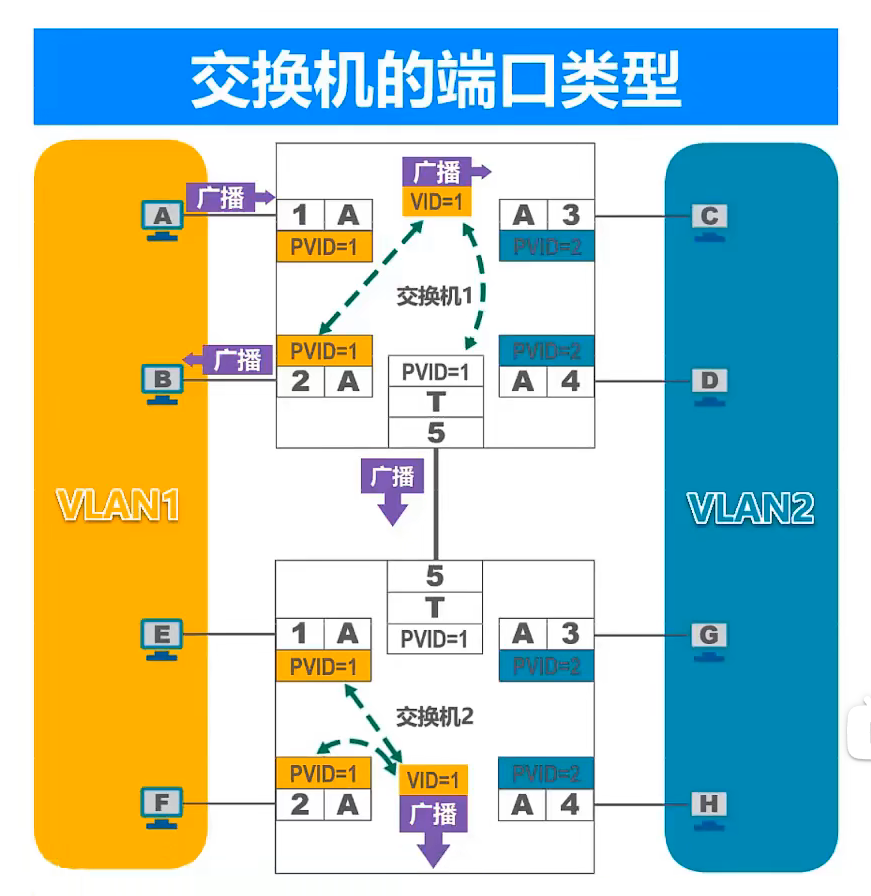 交换机的端口类型
广播
VID=1
A
广播
1 A
PVID=1
A 3
PVID=2
C
交换机1
B
广播
PVID=1
2 A
PVID=1
T
5
PVID=2
A 4
D
广播
VLAN1
VLAN2
5
T
PVID=1
E
1 A
PVID=1
A 3
PVID=2
G
交换机2
F
PVID=1
2 A
VID=1
广播
PVID=2
A 4
H